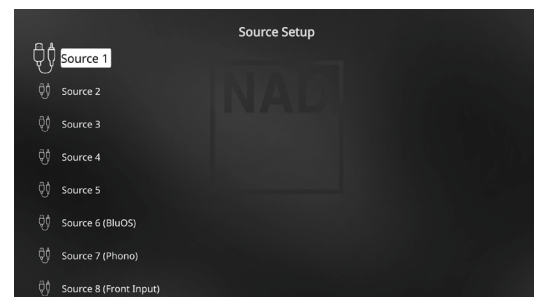 Source Setup
Source 1
NAD
Source 2
Source 3
Source 4
Source 5
Source 6 (BluOS)
Source 7 (Phono)
Source 8 (Front Input)